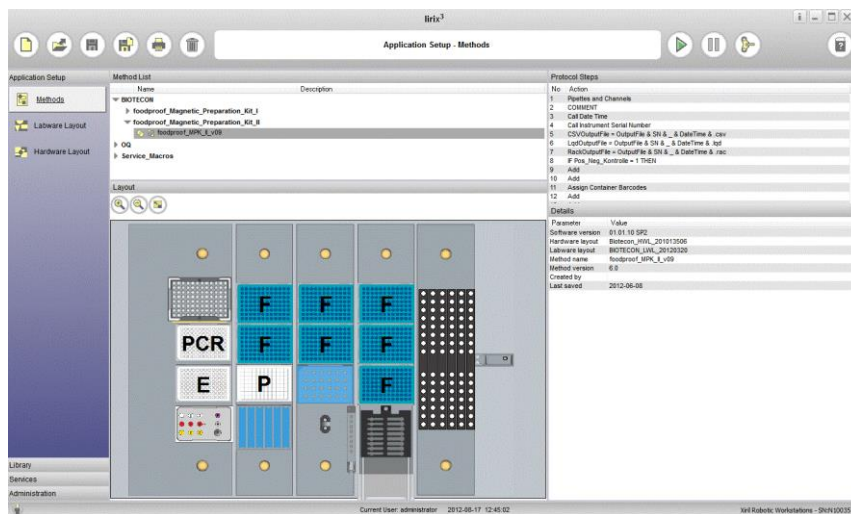 lirix³
Application Setup - Methods
Application Setup
Methods
Labware Layout
Hardware Layout
Library
Services
Administration
Method List
Name Description
BIOTECON
foodproof_Magnetic_Preparation_Kit_I
foodproof_Magnetic_Preparation_Kit_II
foodproof_MPK_II_v09
OQ
Service_Macros
Layout
F F F
PCR F F F
E P F
Protocol Steps
No Action
1 Pipettes and Channels
2 COMMENT
3 Call Date Time
4 Call Instrument Serial Number
5 CSVOutputFile = OutputFile & SN & _ & DateTime & .csv
6 LqdOutputFile = OutputFile & SN & _ & DateTime & .lqd
7 RackOutputFile = OutputFile & SN & _ & DateTime & .rac
8 IF Pos_Neg_Kontrolle = 1 THEN
9 Add
10 Add
11 Assign Container Barcodes
12 Add
Details
Parameter Value
Software version 01.01.10 SR2
Hardware layout Biotecon_HWL_201013506
Labware layout BIOTECON_LWL_20120320
Method name foodproof_MPK_II_v09
Method version 6.0
Created by
Last saved 2012-06-08
Current User: administrator 2012-08-17 12:45:02